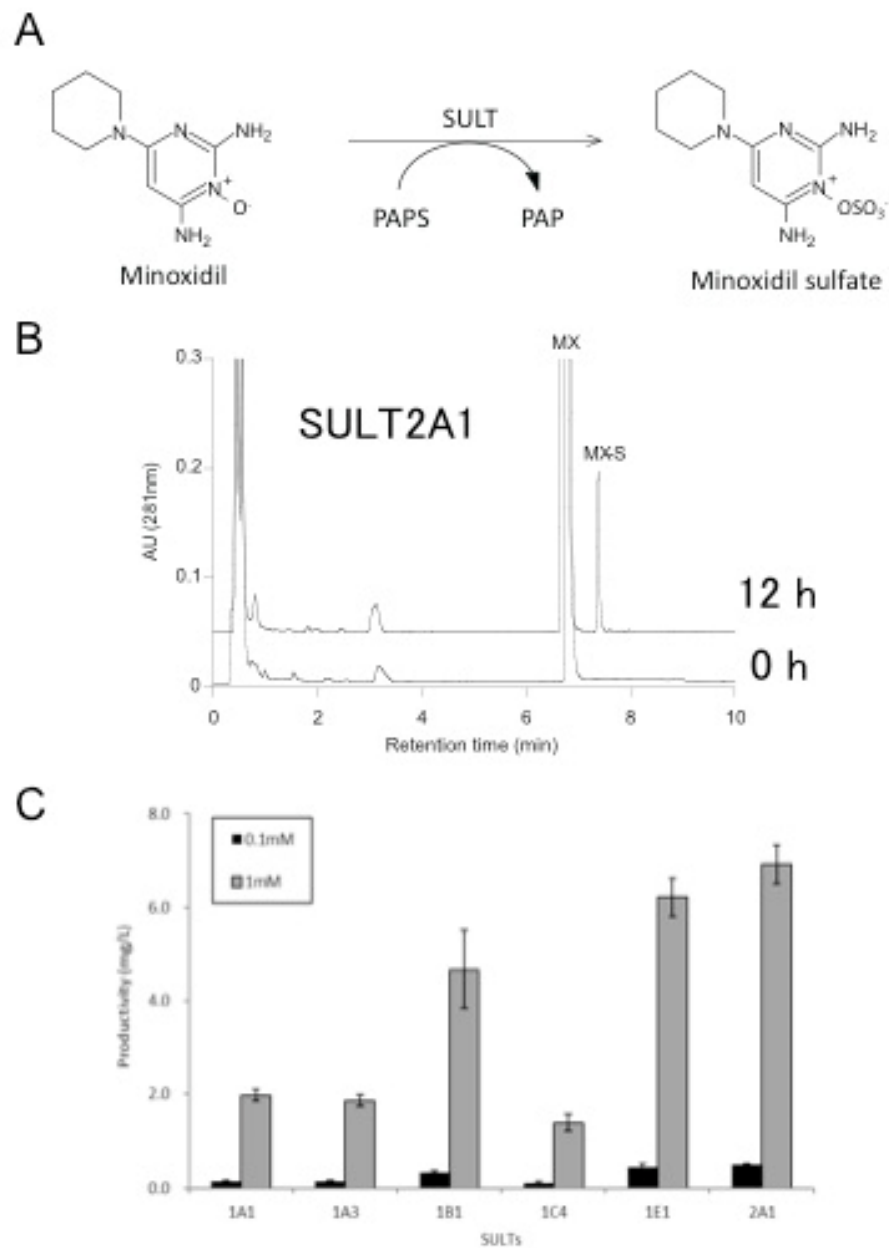 A
N
N
NH₂
N⁺
O⁻
NH₂
Minoxidil
SULT
PAPS PAP
N
N
NH₂
N⁺
OSO₃⁻
NH₂
Minoxidil sulfate
B
MX
SULT2A1
MX-S
12 h
0 h
0.3
0.2
0.1
0
AU (281nm)
0 2 4 6 8 10
Retention time (min)
C
8.0
6.0
4.0
2.0
0.0
Productivity (mg/L)
0.1mM
1mM
1A1 1A3 1B1 1C4 1E1 2A1
SULTs